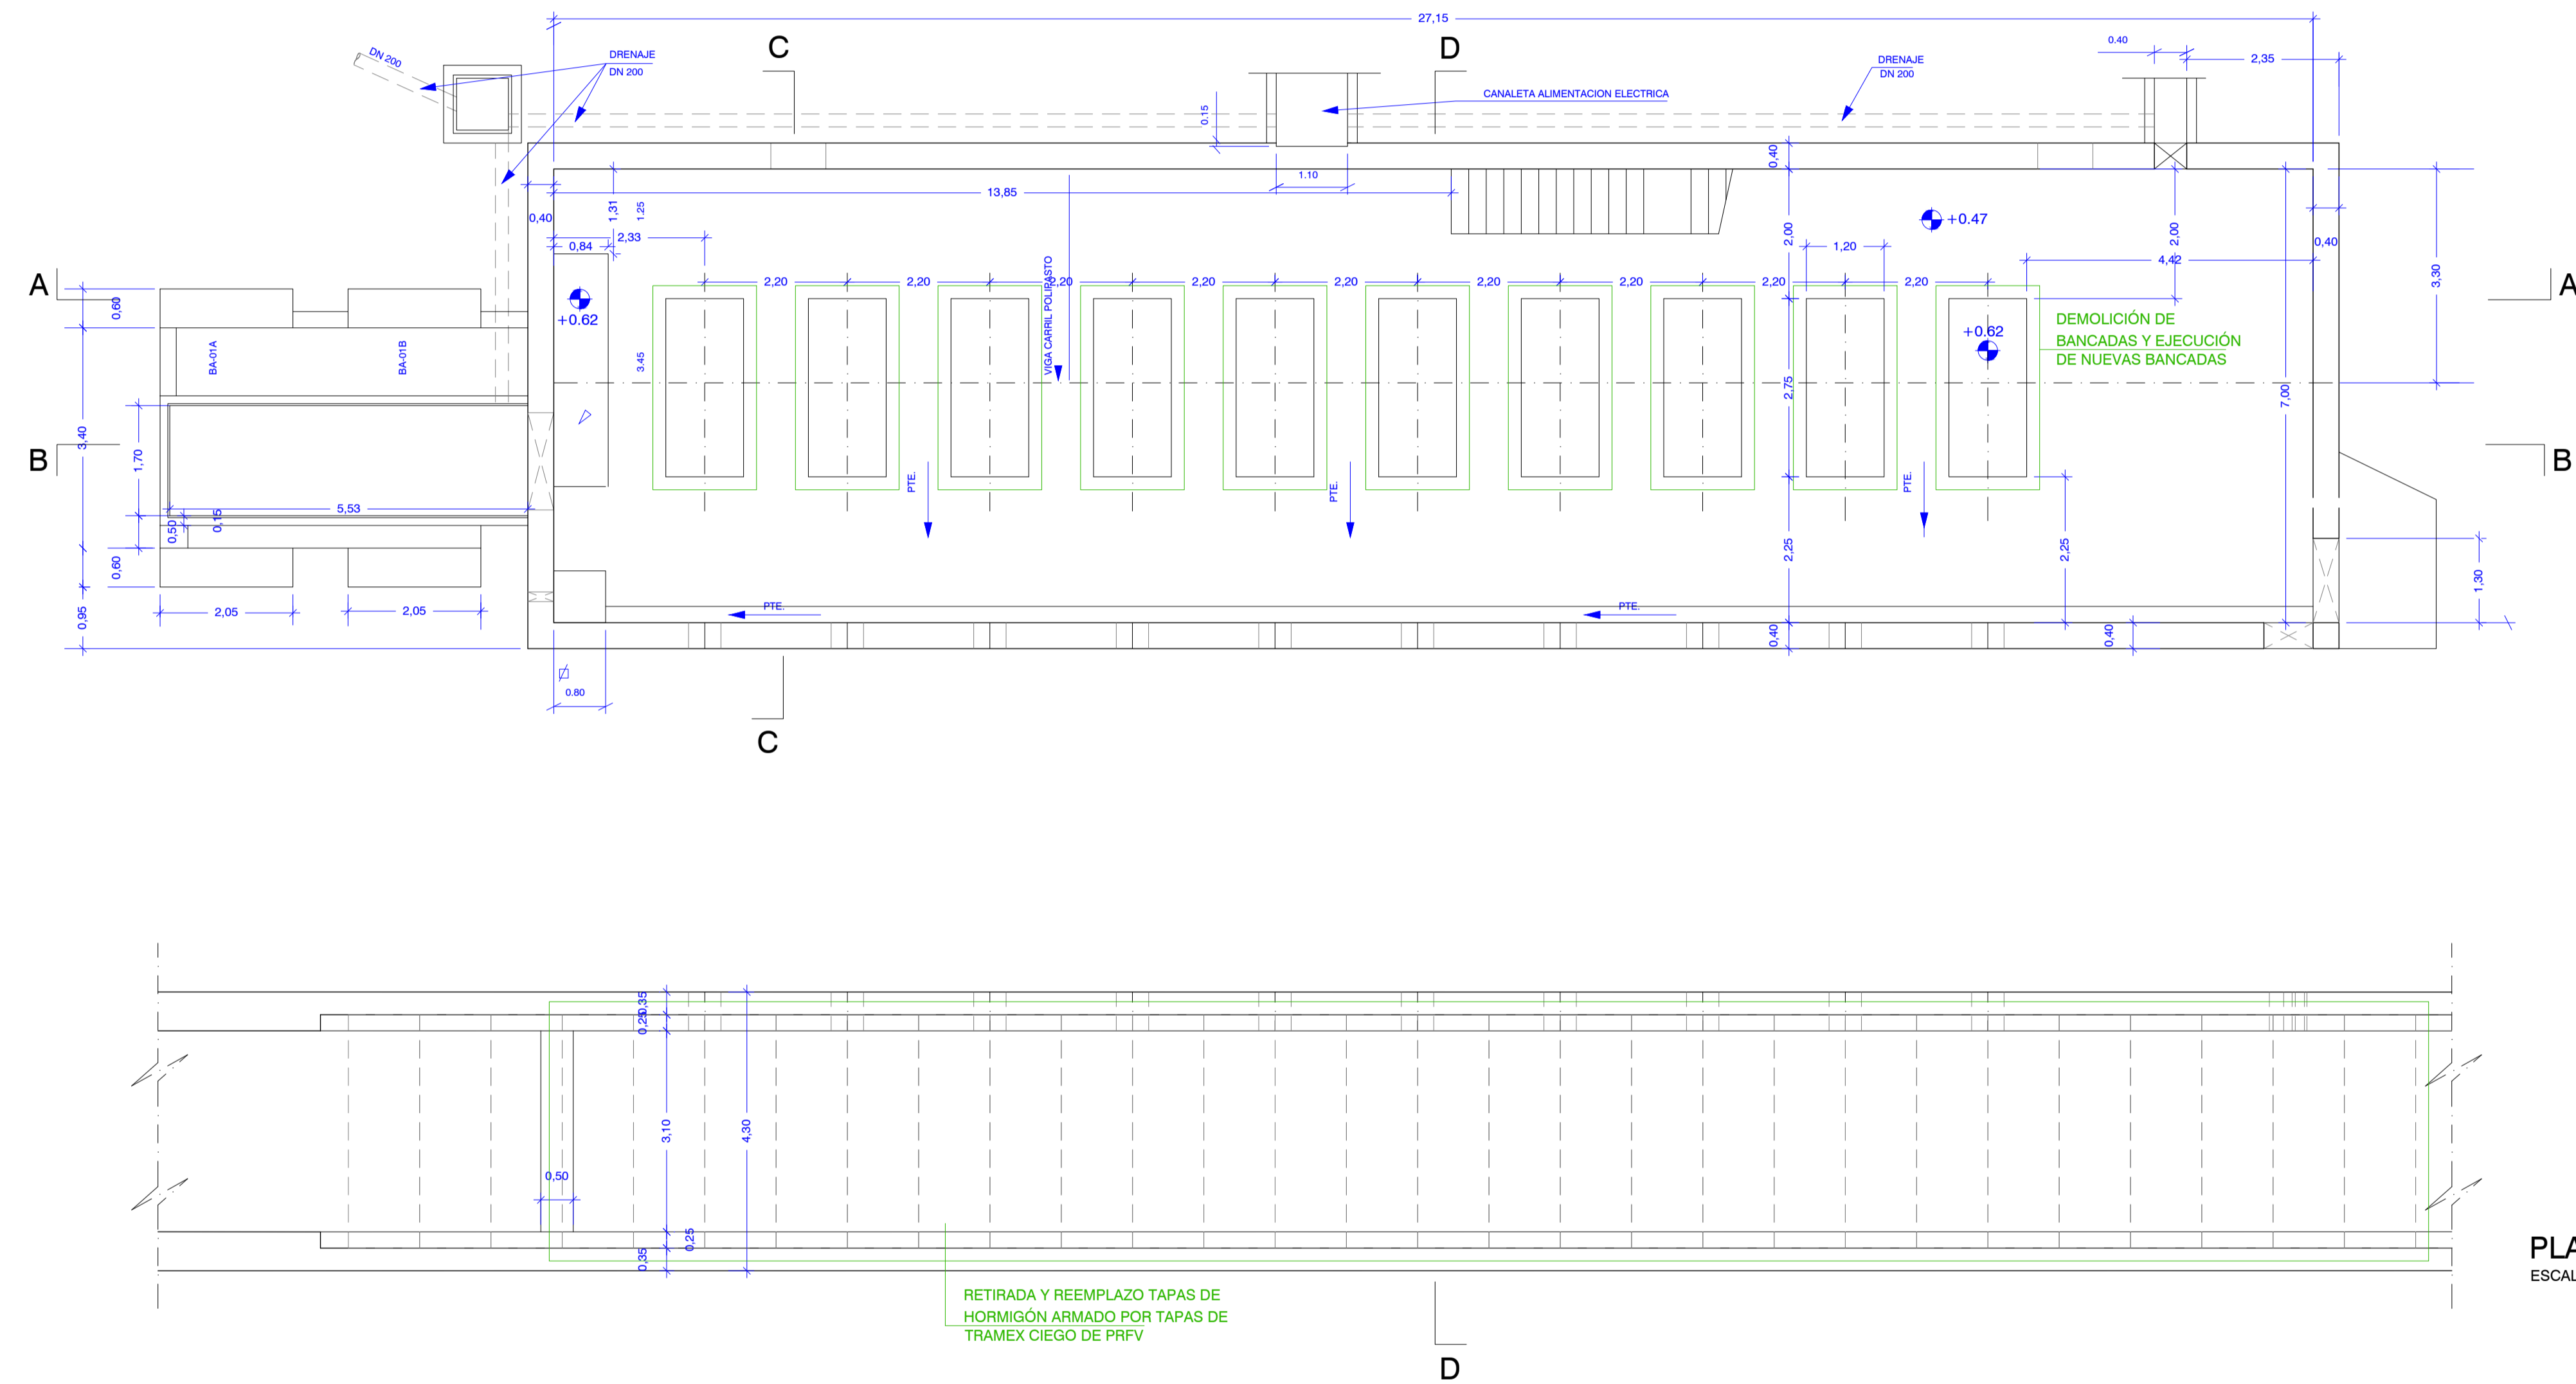 27,15
C
D
DN 200
DRENAJE
DN 200
CANALETA ALIMENTACION ELECTRICA
DRENAJE
DN 200
0.40
2,35
0.15
0,40
1.10
13,85
0,40
1,31
1.25
2,33
0,84
2,00
+0.47
1,20
2,00
0,40
4,42
3,30
A
A
0,60
+0.62
VIGA CARRIL POLIPASTO
2,20
2,20
2,20
2,20
2,20
2,20
2,20
2,20
2,20
BA-01A
BA-01B
3.45
+0.62
DEMOLICIÓN DE
BANCADAS Y EJECUCIÓN
DE NUEVAS BANCADAS
2,75
7,00
B
B
3,40
1,70
5,53
0,50
0,15
PTE.
PTE.
PTE.
0,60
2,25
2,25
1,30
0,95
2,05
2,05
PTE.
PTE.
0,40
0,40
0.80
C
0,35
0,25
3,10
4,30
0,50
0,25
0,35
RETIRADA Y REEMPLAZO TAPAS DE
HORMIGÓN ARMADO POR TAPAS DE
TRAMEX CIEGO DE PRFV
D
PLA
ESCAL